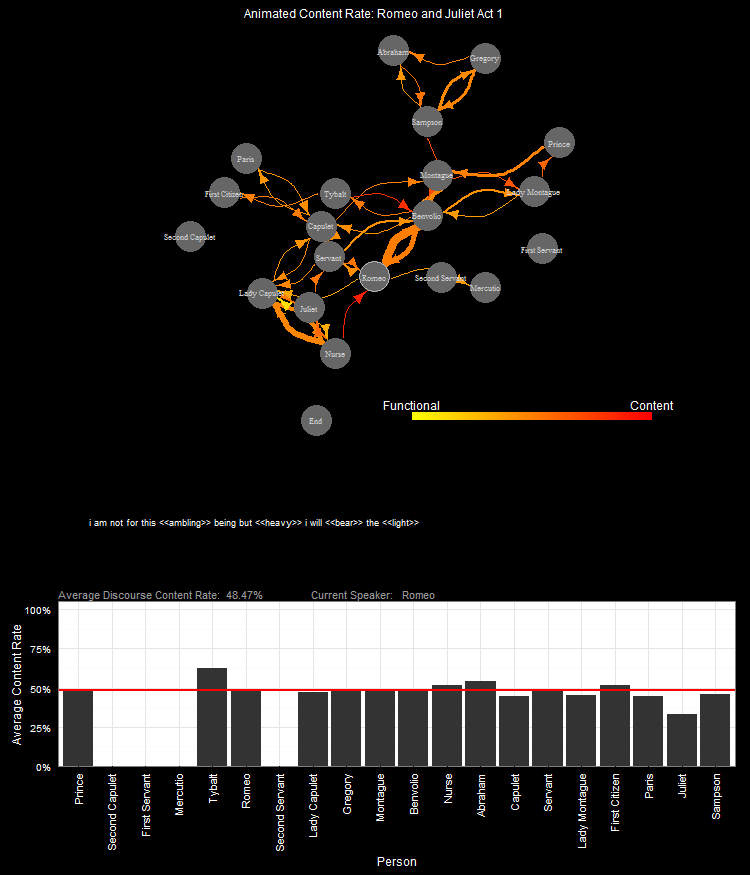 Animated Content Rate: Romeo and Juliet Act 1
Abraham
Gregory
Sampson
Prince
Paris
Montague
First Citizen
Tybalt
Lady Montague
Benvolio
Capulet
Second Capulet
First Servant
Servant
Romeo
Second Servant
Mercutio
Lady Capulet
Juliet
Nurse
Functional
Content
End
i am not for this <<ambling>> being but <<heavy>> i will <<bear>> the <<light>>
Average Discourse Content Rate: 48.47%
Current Speaker: Romeo
Average Content Rate
100%
75%
50%
25%
0%
Prince
Second Capulet
First Servant
Mercutio
Tybalt
Romeo
Second Servant
Lady Capulet
Gregory
Montague
Benvolio
Nurse
Abraham
Capulet
Servant
Lady Montague
First Citizen
Paris
Juliet
Sampson
Person